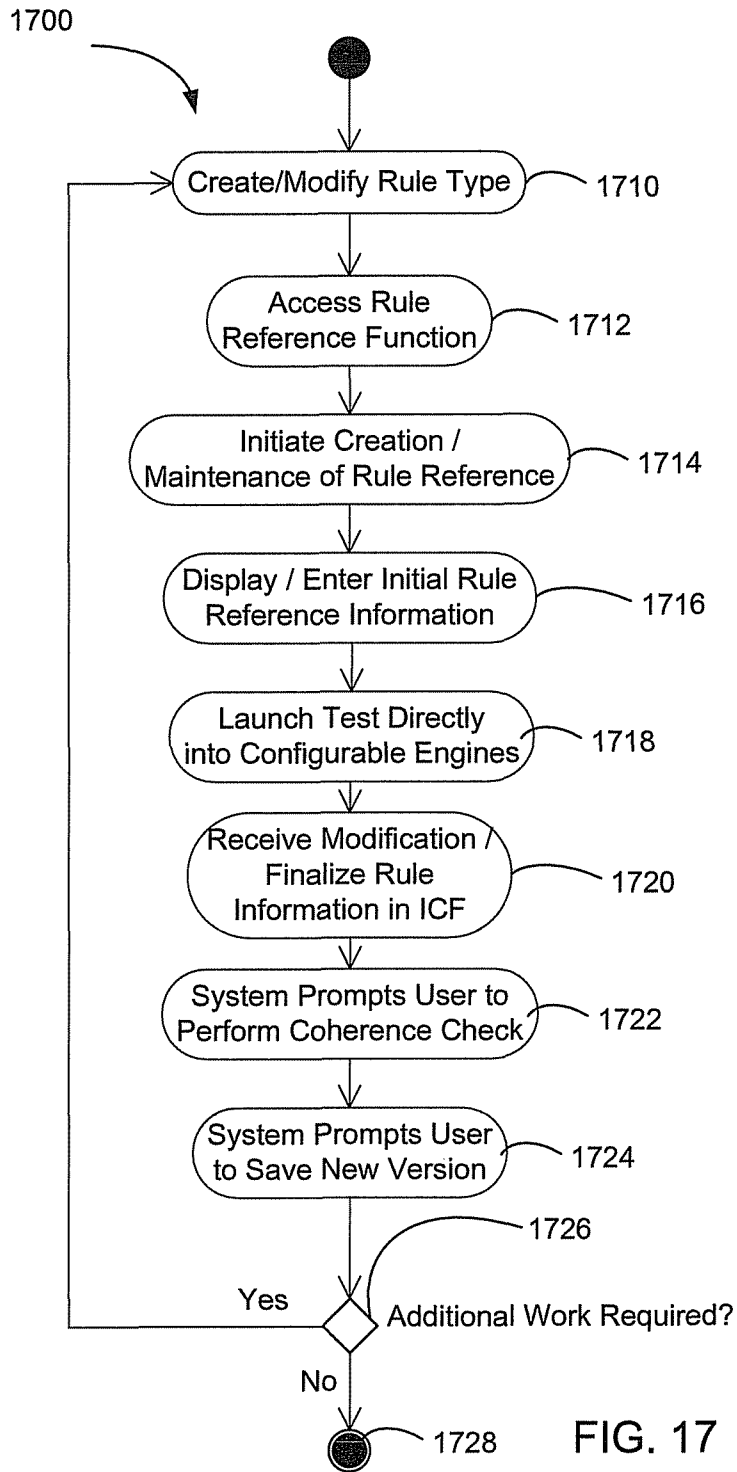 1700
Create/Modify Rule Type
1710
Access Rule
Reference Function
1712
Initiate Creation /
Maintenance of Rule Reference
1714
Display / Enter Initial Rule
Reference Information
1716
Launch Test Directly
into Configurable Engines
1718
Receive Modification /
Finalize Rule
Information in ICF
1720
System Prompts User to
Perform Coherence Check
1722
System Prompts User
to Save New Version
1724
1726
Yes
Additional Work Required?
No
1728
FIG. 17